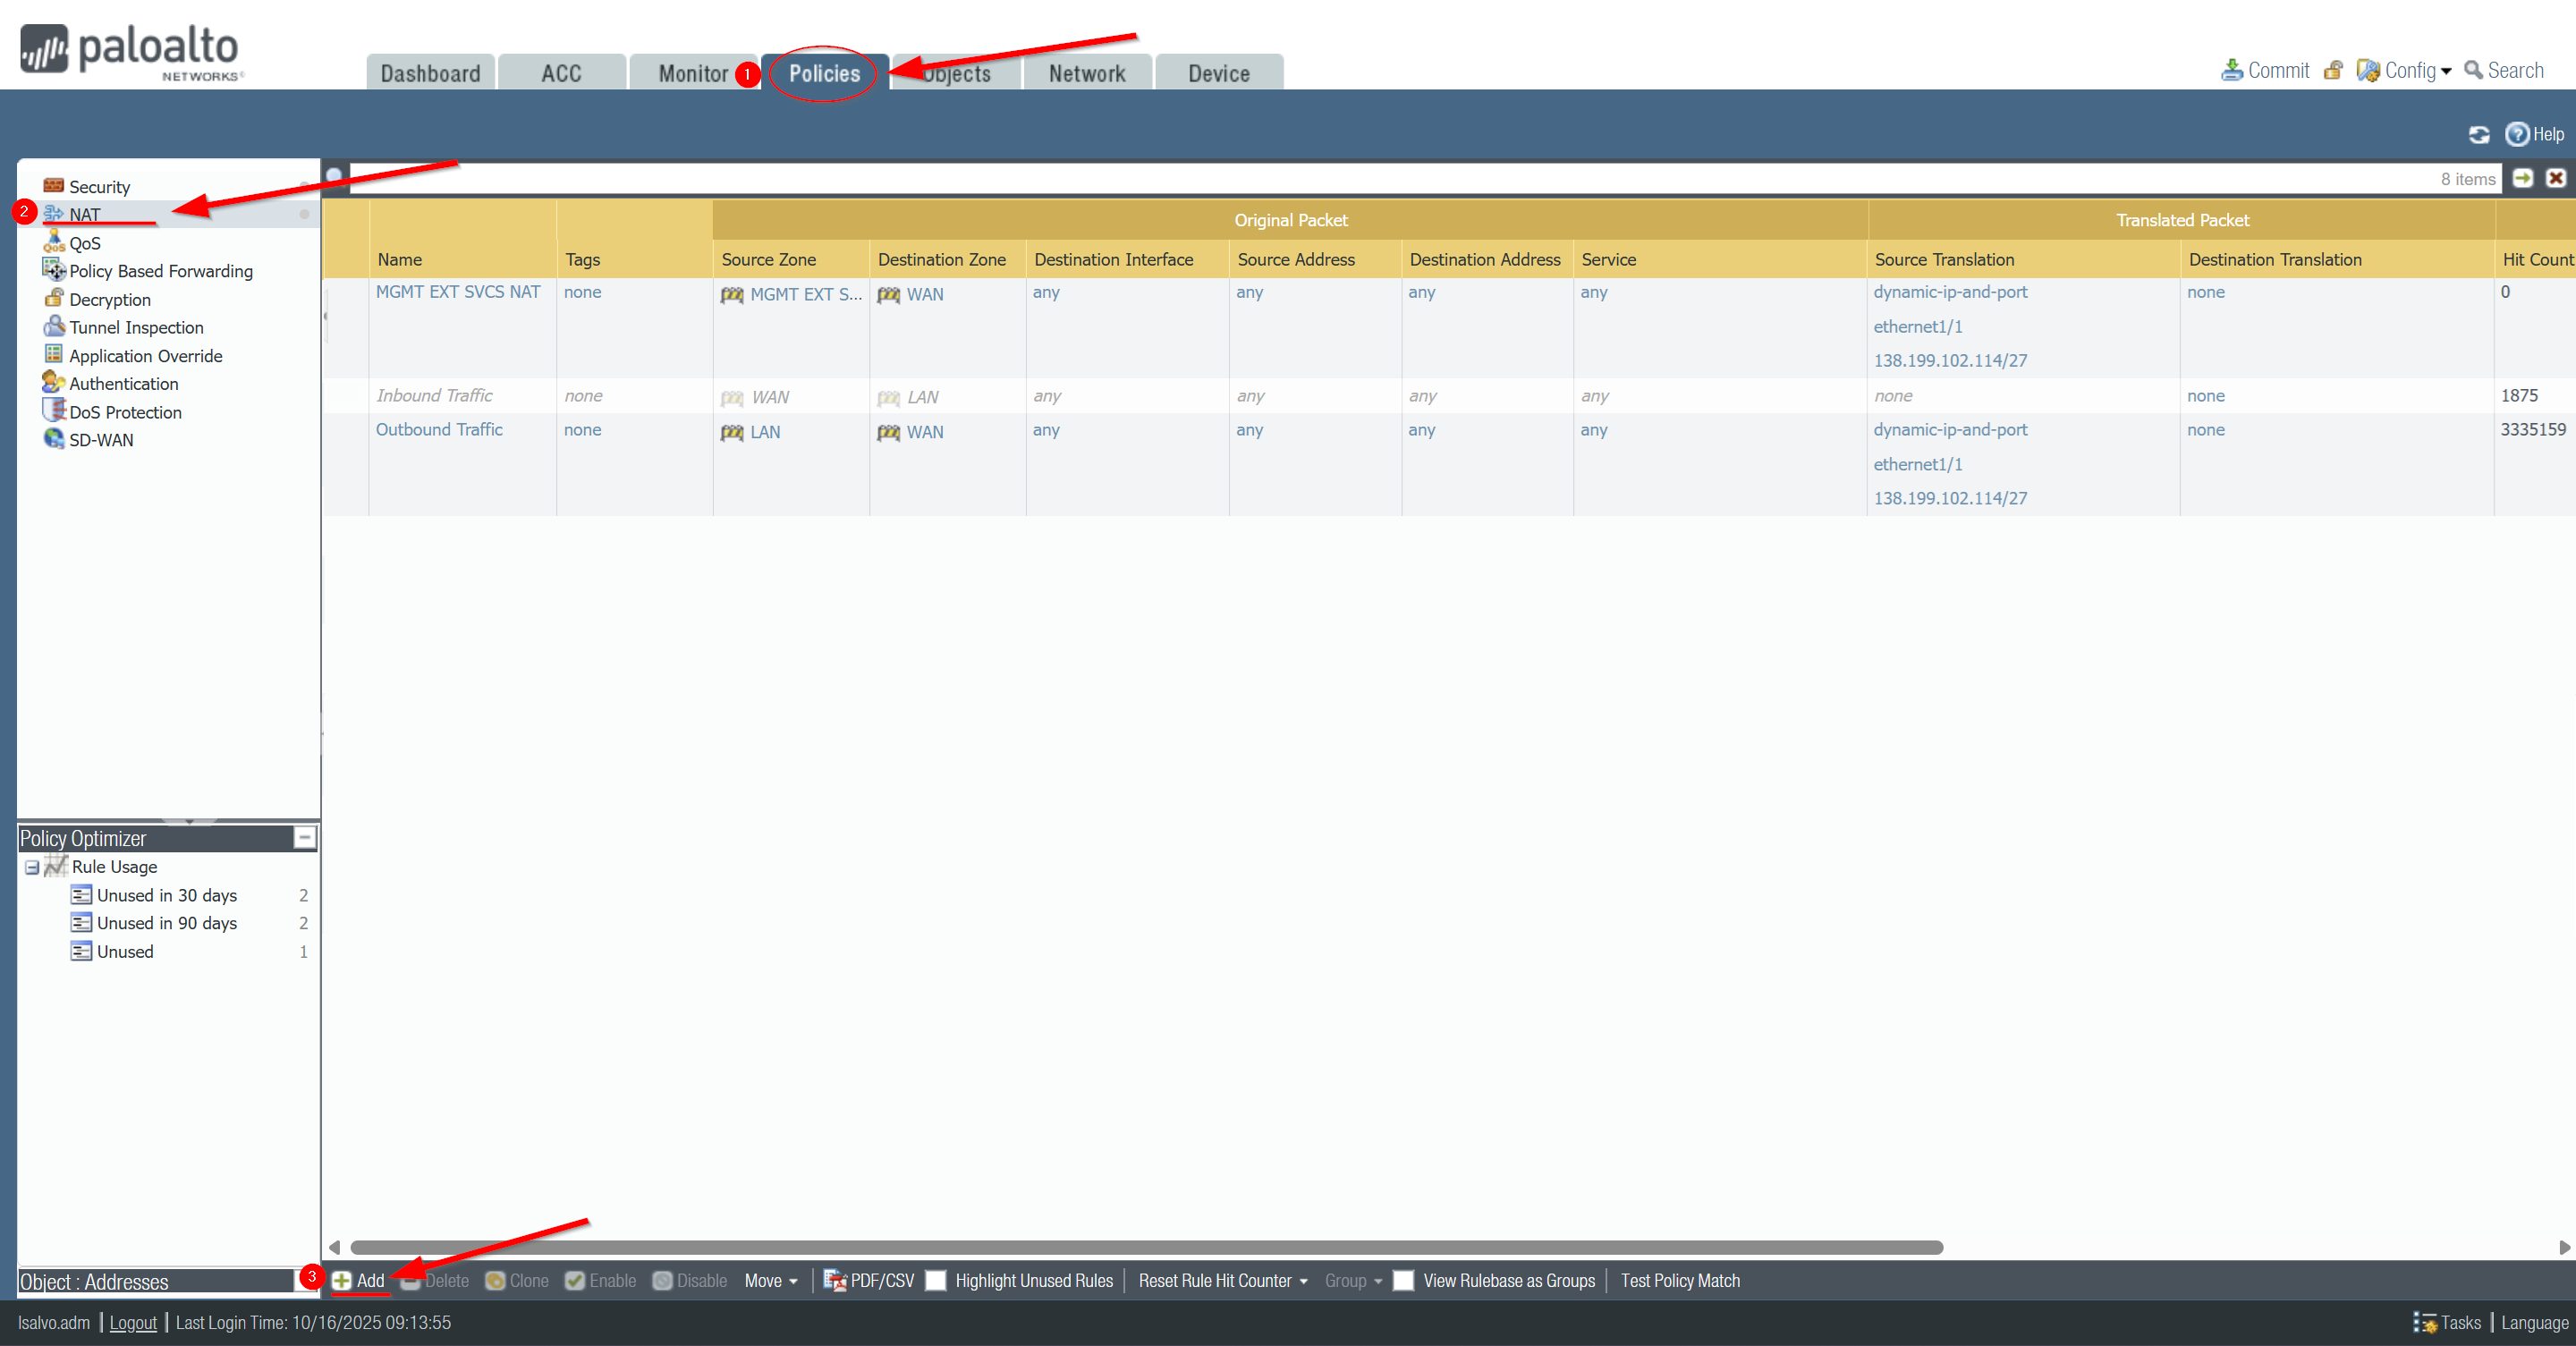 paloalto
NETWORKS®
Dashboard ACC Monitor 1 Policies Objects Network Device
Commit Config Search
Help
8 items
Security
2 NAT
QoS
Policy Based Forwarding
Decryption
Tunnel Inspection
Application Override
Authentication
DoS Protection
SD-WAN
Original Packet Translated Packet
Name Tags Source Zone Destination Zone Destination Interface Source Address Destination Address Service Source Translation Destination Translation Hit Count
MGMT EXT SVCS NAT none MGMT EXT S... WAN any any any any dynamic-ip-and-port none 0
ethernet1/1
138.199.102.114/27
Inbound Traffic none WAN LAN any any any any none none 1875
Outbound Traffic none LAN WAN any any any any dynamic-ip-and-port none 3335159
ethernet1/1
138.199.102.114/27
Policy Optimizer
Rule Usage
Unused in 30 days 2
Unused in 90 days 2
Unused 1
Object : Addresses
3 Add Delete Clone Enable Disable Move PDF/CSV Highlight Unused Rules Reset Rule Hit Counter Group View Rulebase as Groups Test Policy Match
lsalvo.adm | Logout | Last Login Time: 10/16/2025 09:13:55
Tasks | Language